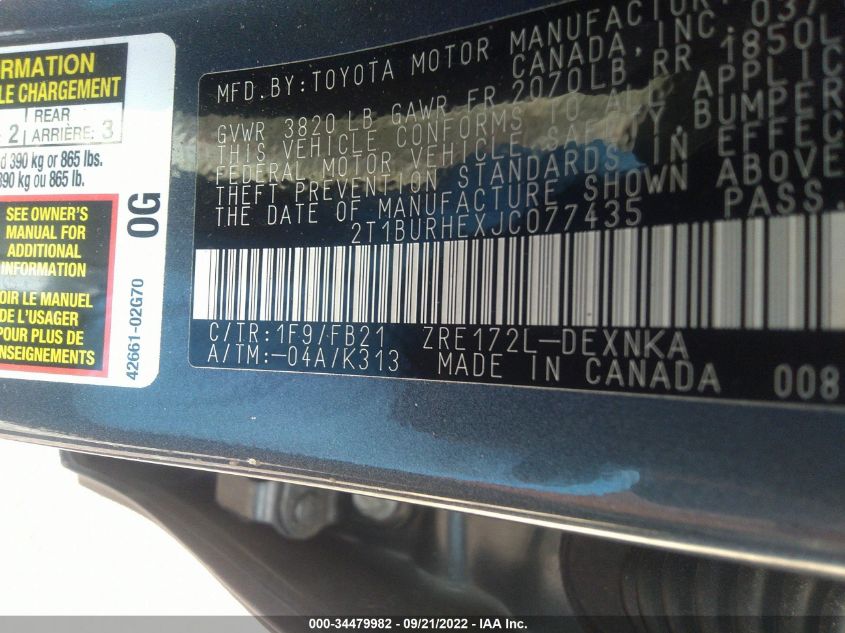 ORMATION
LE CHARGEMENT
2 REAR ARRIÈRE: 3
d 390 kg or 865 lbs.
390 kg ou 865 lb.
SEE OWNER'S
MANUAL FOR
ADDITIONAL
INFORMATION
OIR LE MANUEL
DE L'USAGER
POUR PLUS DE
ENSEIGNEMENTS
0G
42661-02G70
MFD.BY:TOYOTA MOTOR MANUFACTUR
CANADA, INC. 037
GVWR 3820 LB GAWR FR 2070LB RR 1850L
THIS VEHICLE CONFORMS TO ALL APPLIC
FEDERAL MOTOR VEHICLE SAFETY, BUMPER
THEFT PREVENTION STANDARDS IN EFFEC
THE DATE OF MANUFACTURE SHOWN ABOVE
2T1BURHEXJC077435 PASS.
C/TR:1F9/FB21 ZRE172L-DEXNKA
A/TM:-04A/K313 MADE IN CANADA 008
000-34479982 - 09/21/2022 - IAA Inc.